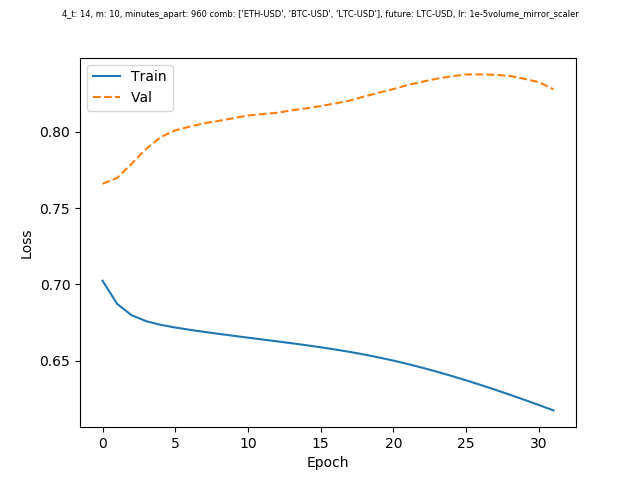 4_t: 14, m: 10, minutes_apart: 960 comb: ['ETH-USD', 'BTC-USD', 'LTC-USD'], future: LTC-USD, lr: 1e-5volume_mirror_scaler
Train
Val
0.80
0.75
0.70
0.65
Loss
0 5 10 15 20 25 30
Epoch